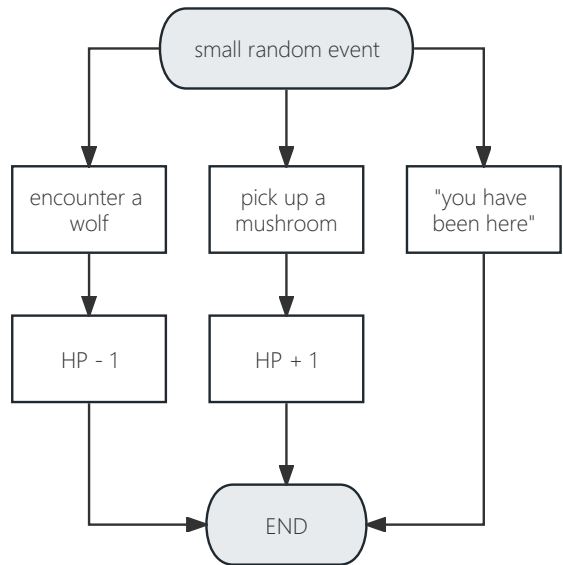 small random event
encounter a
wolf
pick up a
mushroom
"you have
been here"
HP - 1
HP + 1
END